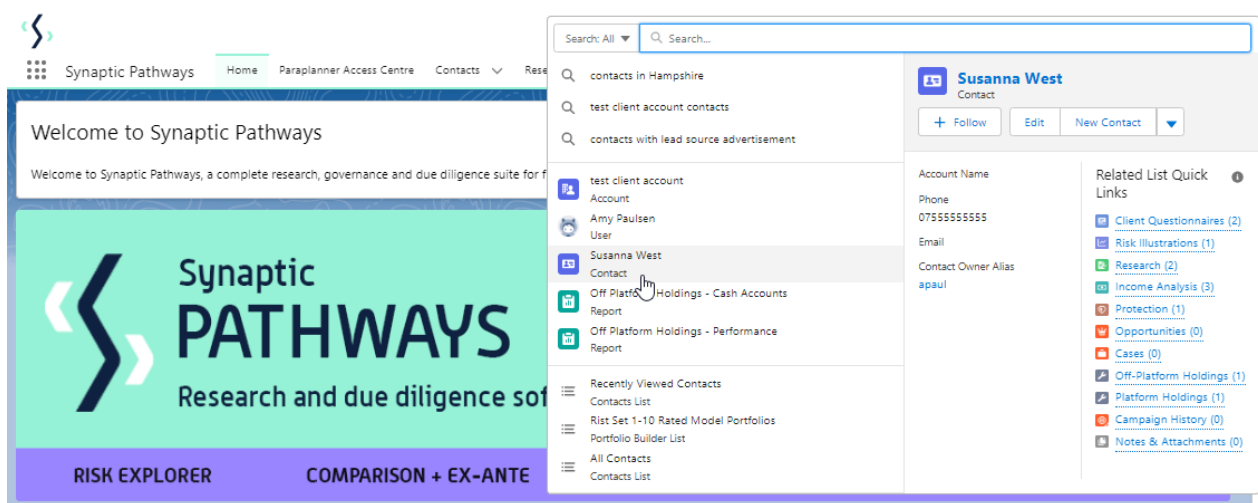 Search: All
Search...
Synaptic Pathways
Home
Paraplanner Access Centre
Contacts
Rese
Welcome to Synaptic Pathways
Welcome to Synaptic Pathways, a complete research, governance and due diligence suite for f
Synaptic
PATHWAYS
Research and due diligence sof
RISK EXPLORER
COMPARISON + EX-ANTE
contacts in Hampshire
test client account contacts
contacts with lead source advertisement
test client account
Account
Amy Paulsen
User
Susanna West
Contact
Off Platform Holdings - Cash Accounts
Report
Off Platform Holdings - Performance
Report
Recently Viewed Contacts
Contacts List
Rist Set 1-10 Rated Model Portfolios
Portfolio Builder List
All Contacts
Contacts List
Susanna West
Contact
+ Follow
Edit
New Contact
Account Name
Phone
07555555555
Email
Contact Owner Alias
apaul
Related List Quick
Links
Client Questionnaires (2)
Risk Illustrations (1)
Research (2)
Income Analysis (3)
Protection (1)
Opportunities (0)
Cases (0)
Off-Platform Holdings (1)
Platform Holdings (1)
Campaign History (0)
Notes & Attachments (0)